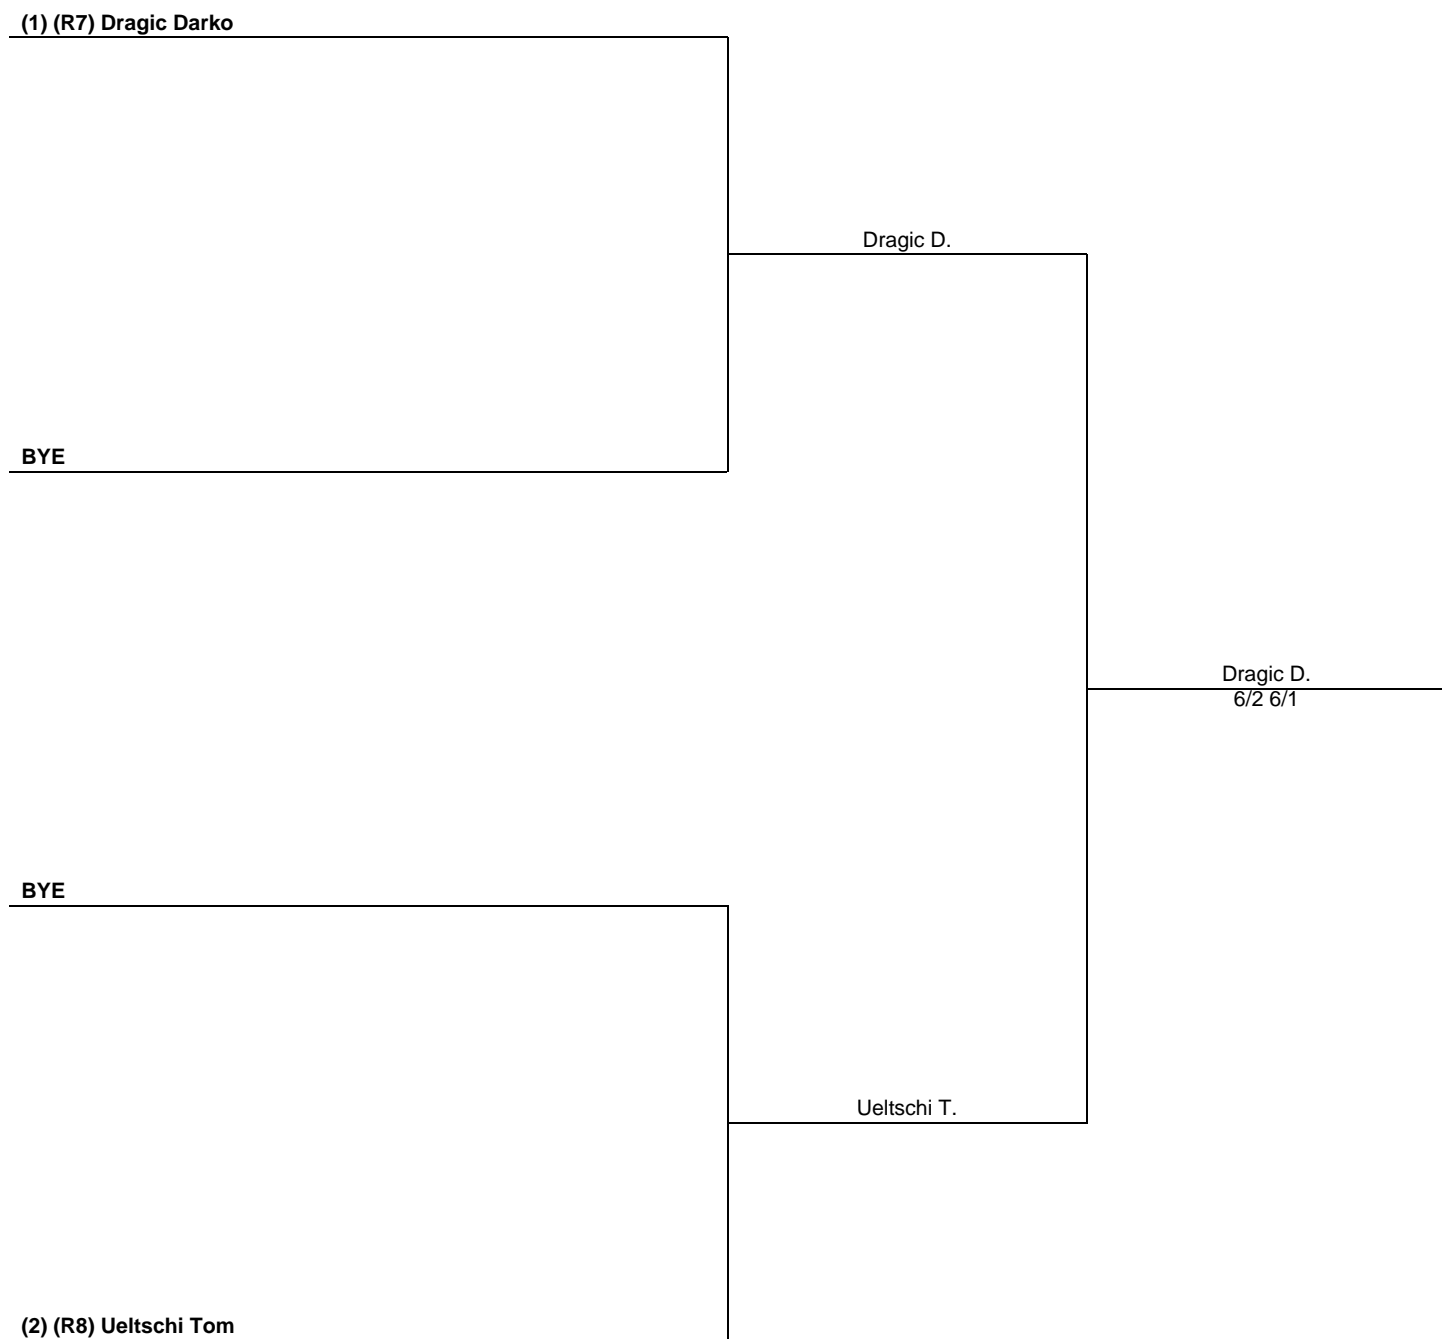 (1) (R7) Dragic Darko
Dragic D.
BYE
Dragic D.
6/2 6/1
BYE
Ueltschi T.
(2) (R8) Ueltschi Tom